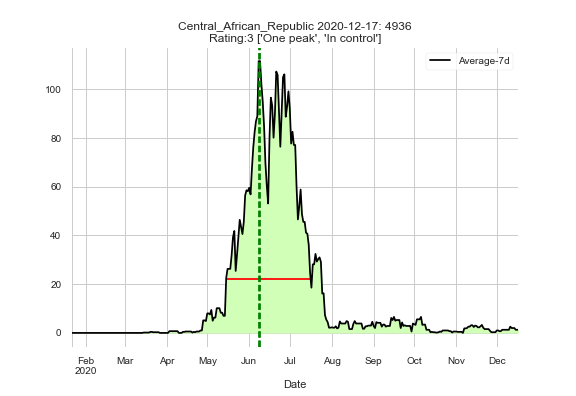 Central_African_Republic 2020-12-17: 4936
Rating:3 ['One peak', 'In control']
Average-7d
100
80
60
40
20
0
Feb Mar Apr May Jun Jul Aug Sep Oct Nov Dec
2020
Date